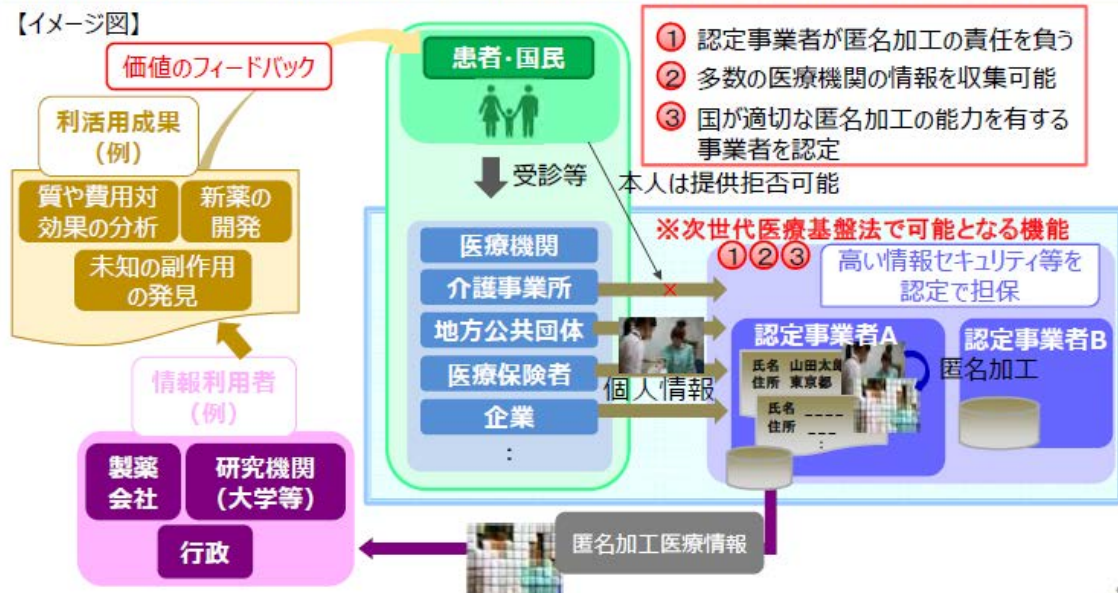 【イメージ図】
価値のフィードバック
利活用成果
（例）
質や費用対
効果の分析
新薬の
開発
未知の副作用
の発見
情報利用者
（例）
製薬
会社
研究機関
（大学等）
行政
患者・国民
受診等
本人は提供拒否可能
医療機関
介護事業所
地方公共団体
医療保険者
企業
：
個人情報
① 認定事業者が匿名加工の責任を負う
② 多数の医療機関の情報を収集可能
③ 国が適切な匿名加工の能力を有する
事業者を認定
※次世代医療基盤法で可能となる機能
①②③
高い情報セキュリティ等を
認定で担保
認定事業者A
氏名 山田太郎
住所 東京都
氏名 ＿＿＿＿
住所 ＿＿＿
：
匿名加工
認定事業者B
匿名加工医療情報